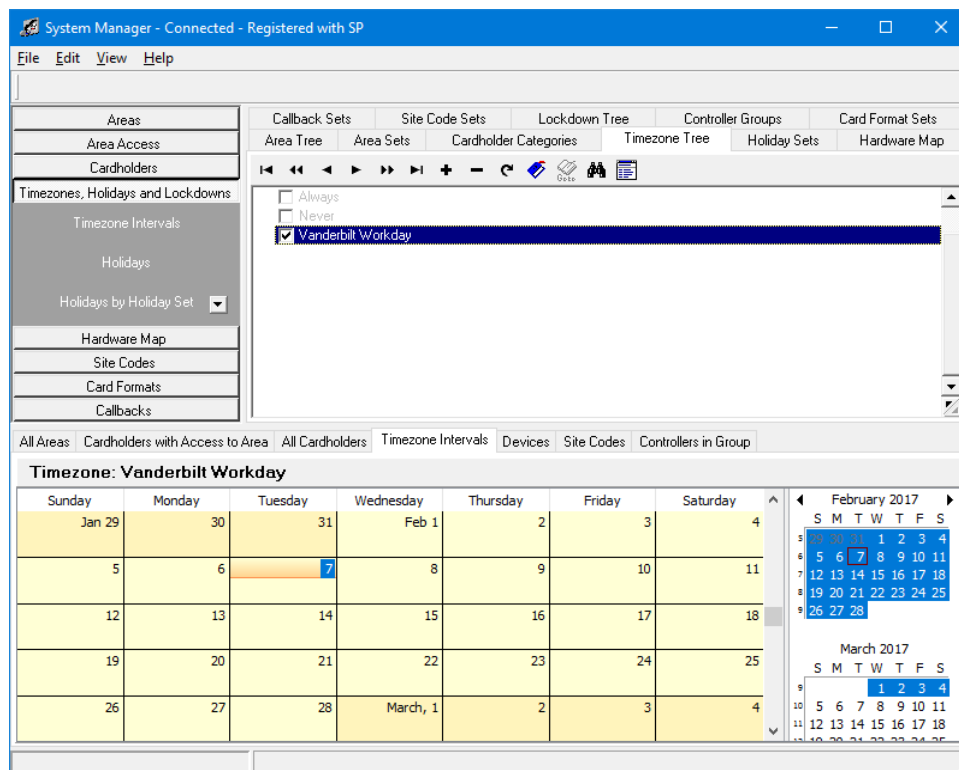 System Manager - Connected - Registered with SP
File Edit View Help
Areas
Area Access
Cardholders
Timezones, Holidays and Lockdowns
Timezone Intervals
Holidays
Holidays by Holiday Set
Hardware Map
Site Codes
Card Formats
Callbacks
Callback Sets Site Code Sets Lockdown Tree Controller Groups Card Format Sets
Area Tree Area Sets Cardholder Categories Timezone Tree Holiday Sets Hardware Map
Goto
Always
Never
Vanderbilt Workday
All Areas Cardholders with Access to Area All Cardholders Timezone Intervals Devices Site Codes Controllers in Group
Timezone: Vanderbilt Workday
Sunday Monday Tuesday Wednesday Thursday Friday Saturday
Jan 29 30 31 Feb 1 2 3 4
5 6 7 8 9 10 11
12 13 14 15 16 17 18
19 20 21 22 23 24 25
26 27 28 March, 1 2 3 4
February 2017
S M T W T F S
5 29 30 31 1 2 3 4
6 5 6 7 8 9 10 11
7 12 13 14 15 16 17 18
8 19 20 21 22 23 24 25
9 26 27 28
March 2017
S M T W T F S
9 1 2 3 4
10 5 6 7 8 9 10 11
11 12 13 14 15 16 17 18